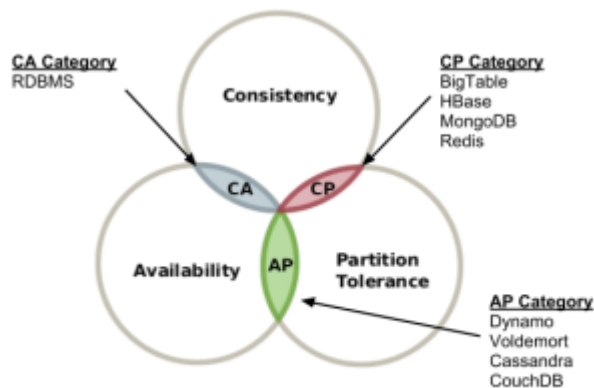 CA Category
RDBMS
CP Category
BigTable
HBase
MongoDB
Redis
Consistency
CA
CP
Availability
AP
Partition
Tolerance
AP Category
Dynamo
Voldemort
Cassandra
CouchDB